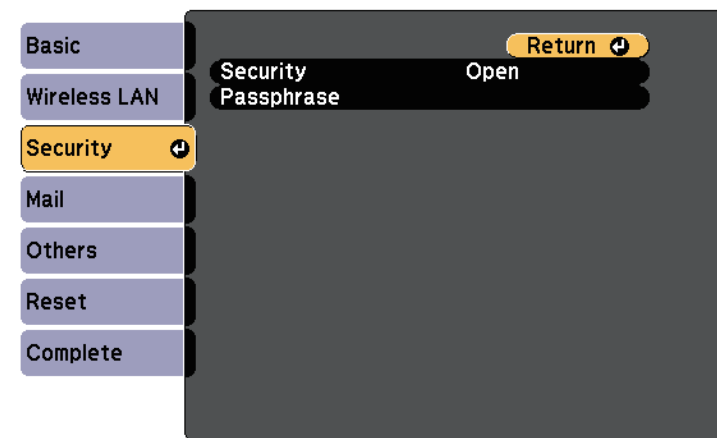 Basic
Wireless LAN
Security
Mail
Others
Reset
Complete
Return
Security Open
Passphrase